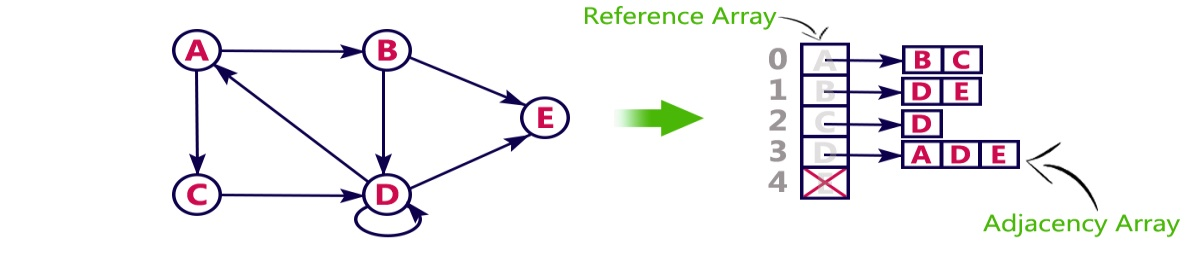 Reference Array
A
B
E
C
D
0 A B C
1 B D E
2 C D
3 D A D E
4
Adjacency Array